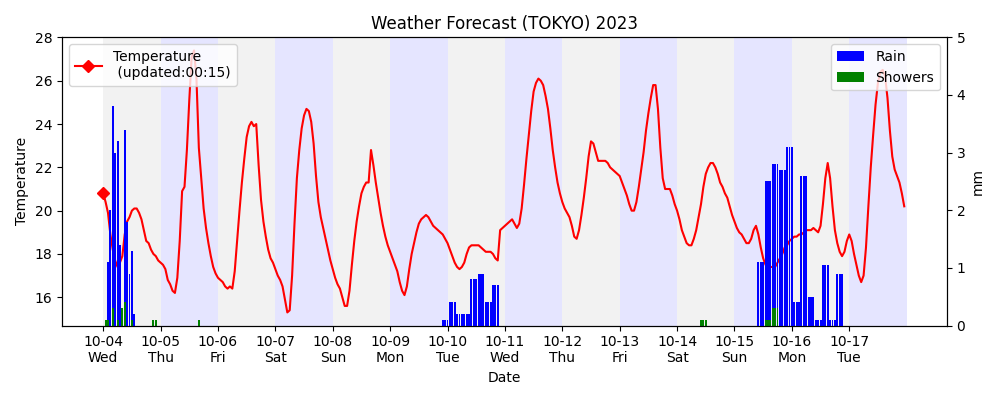 Weather Forecast (TOKYO) 2023
Temperature
(updated:00:15)
Rain
Showers
Temperature
28
26
24
22
20
18
16
5
4
3
2
1
0
mm
10-04 10-05 10-06 10-07 10-08 10-09 10-10 10-11 10-12 10-13 10-14 10-15 10-16 10-17
Wed Thu Fri Sat Sun Mon Tue Wed Thu Fri Sat Sun Mon Tue
Date